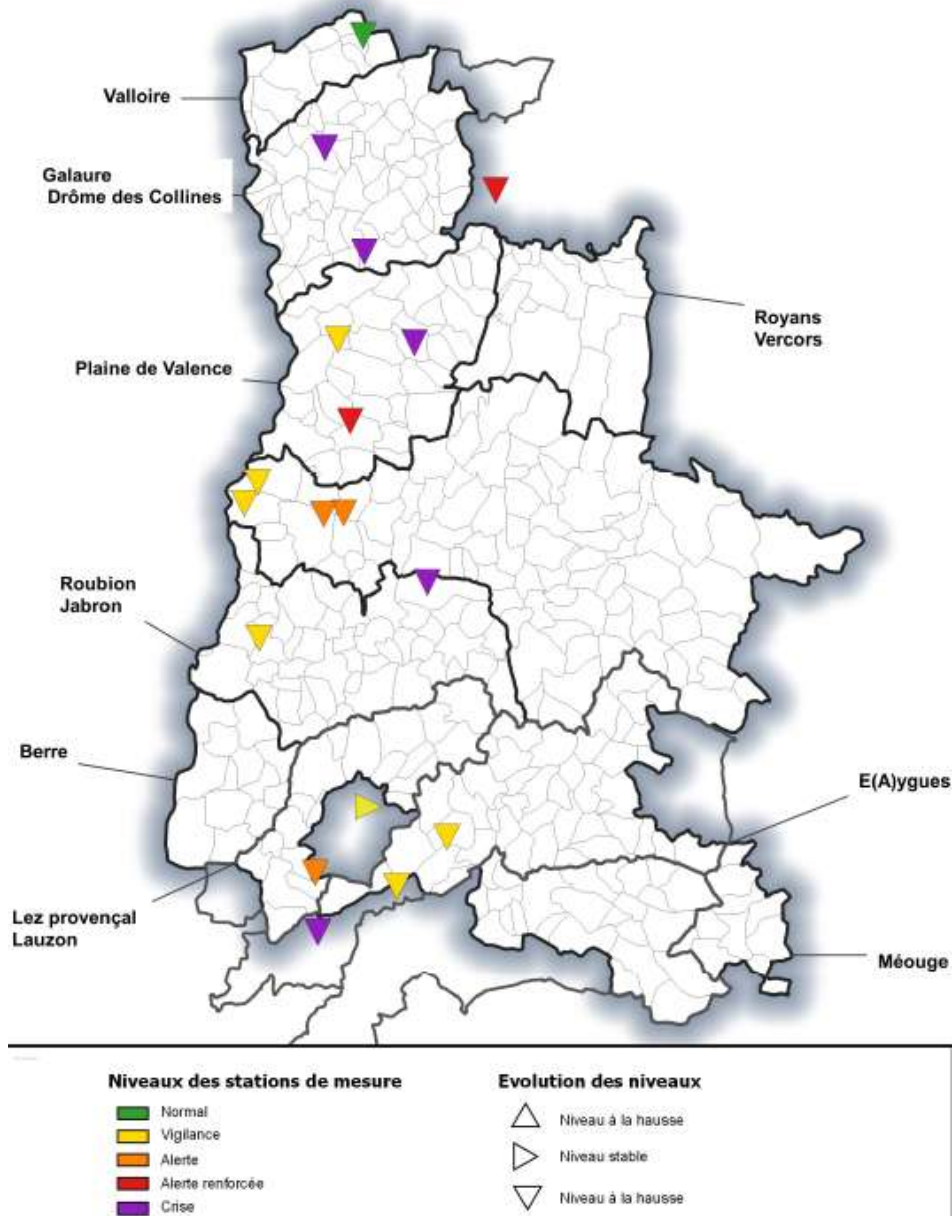 Valloire
Galaure
Drôme des Collines
Royans
Vercors
Plaine de Valence
Roubion
Jabron
Berre
E(A)ygues
Lez provençal
Lauzon
Méouge
Niveaux des stations de mesure
Normal
Vigilance
Alerte
Alerte renforcée
Crise
Evolution des niveaux
Niveau à la hausse
Niveau stable
Niveau à la hausse